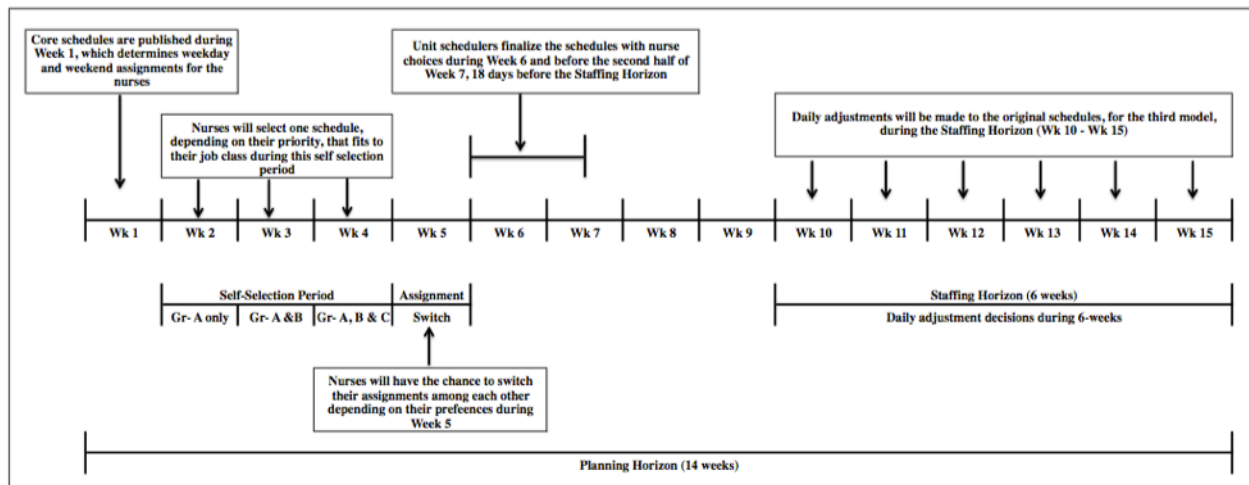 Core schedules are published during
Week 1, which determines weekday
and weekend assignments for the
nurses
Unit schedulers finalize the schedules with nurse
choices during Week 6 and before the second half of
Week 7, 18 days before the Staffing Horizon
Nurses will select one schedule,
depending on their priority, that fits to
their job class during this self selection
period
Daily adjustments will be made to the original schedules, for the third model,
during the Staffing Horizon (Wk 10 - Wk 15)
Wk 1 Wk 2 Wk 3 Wk 4 Wk 5 Wk 6 Wk 7 Wk 8 Wk 9 Wk 10 Wk 11 Wk 12 Wk 13 Wk 14 Wk 15
Self-Selection Period Assignment Staffing Horizon (6 weeks)
Gr- A only Gr- A &B Gr- A, B & C Switch Daily adjustment decisions during 6-weeks
Nurses will have the chance to switch
their assignments among each other
depending on their prefeences during
Week 5
Planning Horizon (14 weeks)